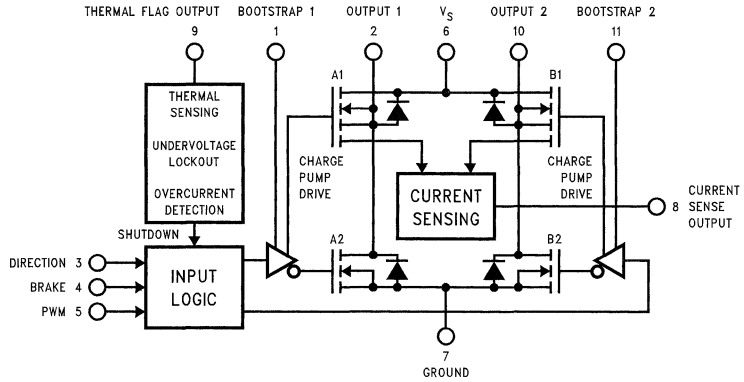 THERMAL FLAG OUTPUT
9
BOOTSTRAP 1
1
OUTPUT 1
2
VS
6
OUTPUT 2
10
BOOTSTRAP 2
11
THERMAL
SENSING
UNDERVOLTAGE
LOCKOUT
OVERCURRENT
DETECTION
A1
B1
CHARGE
PUMP
DRIVE
CHARGE
PUMP
DRIVE
CURRENT
SENSING
8 CURRENT
SENSE
OUTPUT
SHUTDOWN
A2
B2
DIRECTION 3
BRAKE 4
PWM 5
INPUT
LOGIC
7
GROUND